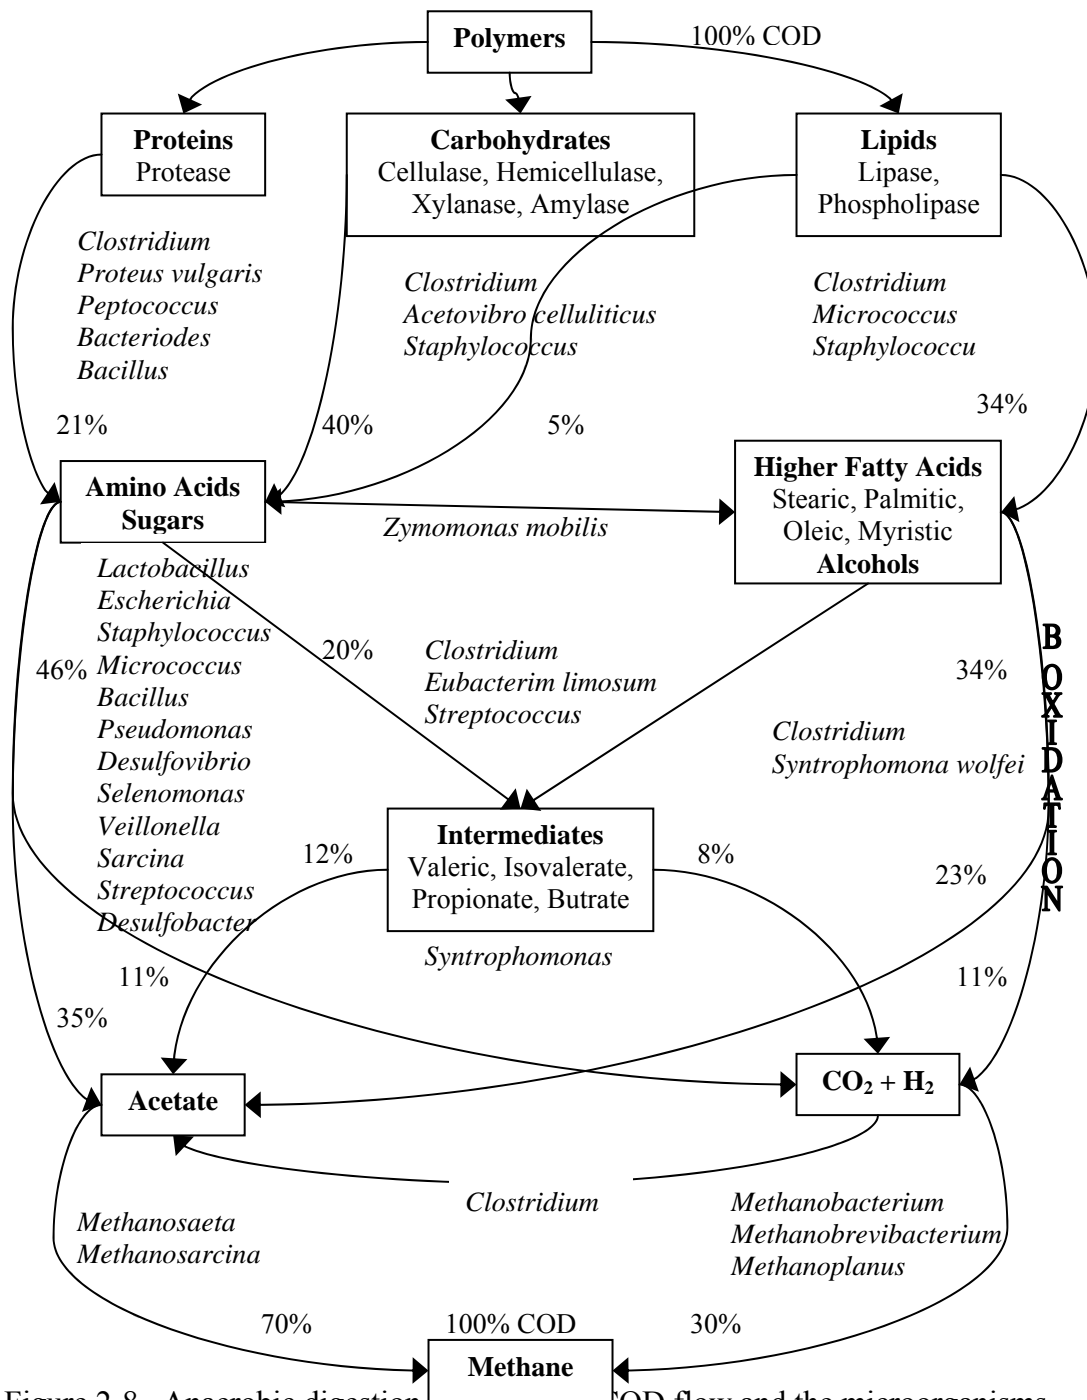 Polymers
100% COD
Proteins
Protease
Carbohydrates
Cellulase, Hemicellulase,
Xylanase, Amylase
Lipids
Lipase,
Phospholipase
Clostridium
Proteus vulgaris
Peptococcus
Bacteriodes
Bacillus
Clostridium
Acetovibro celluliticus
Staphylococcus
Clostridium
Micrococcus
Staphylococcu
21%
40%
5%
34%
Amino Acids
Sugars
Zymomonas mobilis
Higher Fatty Acids
Stearic, Palmitic,
Oleic, Myristic
Alcohols
Lactobacillus
Escherichia
Staphylococcus
Micrococcus
Bacillus
Pseudomonas
Desulfovibrio
Selenomonas
Veillonella
Sarcina
Streptococcus
Desulfobacter
46%
20%
Clostridium
Eubacterim limosum
Streptococcus
34%
Clostridium
Syntrophomona wolfei
B OXIDATION
Intermediates
Valeric, Isovalerate,
Propionate, Butrate
12%
8%
23%
Syntrophomonas
11%
35%
11%
Acetate
CO₂ + H₂
Clostridium
Methanosaeta
Methanosarcina
Methanobacterium
Methanobrevibacterium
Methanoplanus
70%
100% COD
30%
Methane
Figure 2-8 Anaerobic digestion COD flow and the microorganisms